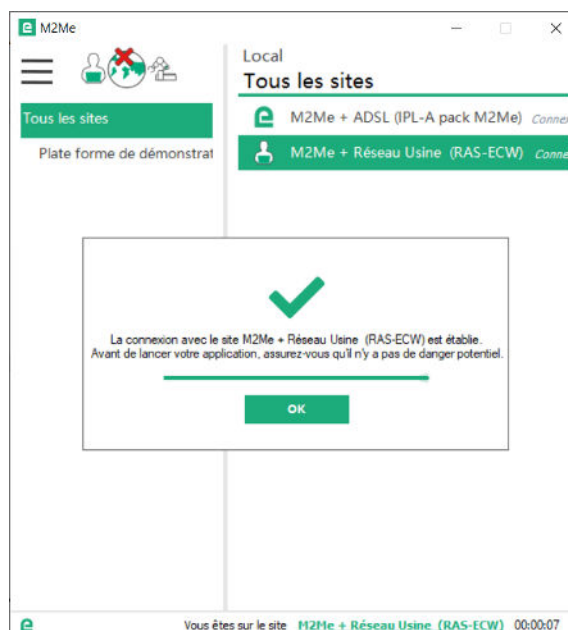 M2Me
Local
Tous les sites
Tous les sites
Plate forme de démonstrat
M2Me + ADSL (IPL-A pack M2Me) Connex
M2Me + Réseau Usine (RAS-ECW) Conne
La connexion avec le site M2Me + Réseau Usine (RAS-ECW) est établie.
Avant de lancer votre application, assurez-vous qu'il n'y a pas de danger potentiel.
OK
Vous êtes sur le site M2Me + Réseau Usine (RAS-ECW) 00:00:07